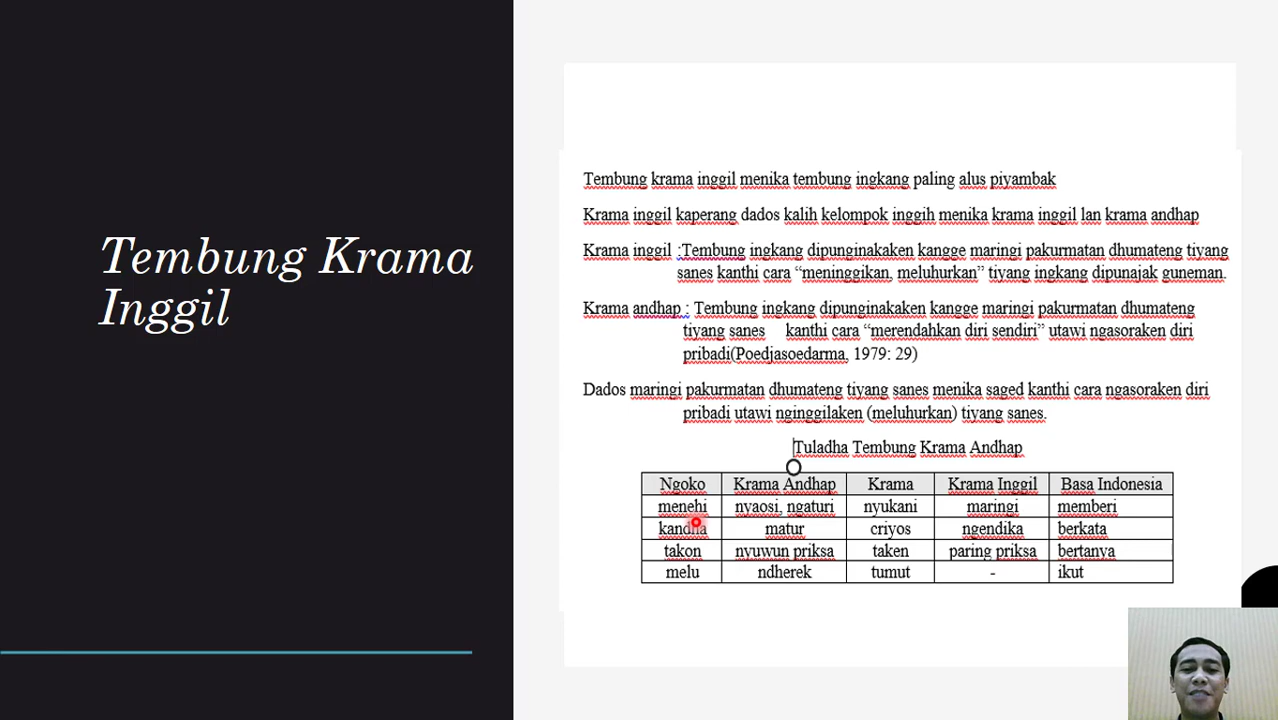 Tembung Krama
Inggil
Tembung krama inggil menika tembung ingkang paling alus piyambak
Krama inggil kaperang dados kalih kelompok inggih menika krama inggil lan krama andhap
Krama inggil :Tembung ingkang dipunginakaken kangge maringi pakurmatan dhumateng tiyang
sanes kanthi cara “meninggikan, meluhurkan” tiyang ingkang dipunajak guneman.
Krama andhap : Tembung ingkang dipunginakaken kangge maringi pakurmatan dhumateng
tiyang sanes kanthi cara “merendahkan diri sendiri” utawi ngasoraken diri
pribadi(Poedjasoedarma, 1979: 29)
Dados maringi pakurmatan dhumateng tiyang sanes menika saged kanthi cara ngasoraken diri
pribadi utawi nginggilaken (meluhurkan) tiyang sanes.
Tuladha Tembung Krama Andhap
Ngoko Krama Andhap Krama Krama Inggil Basa Indonesia
menehi nyaosi, ngaturi nyukani maringi memberi
kandha matur criyos ngendika berkata
takon nyuwun priksa taken paring priksa bertanya
melu ndherek tumut - ikut